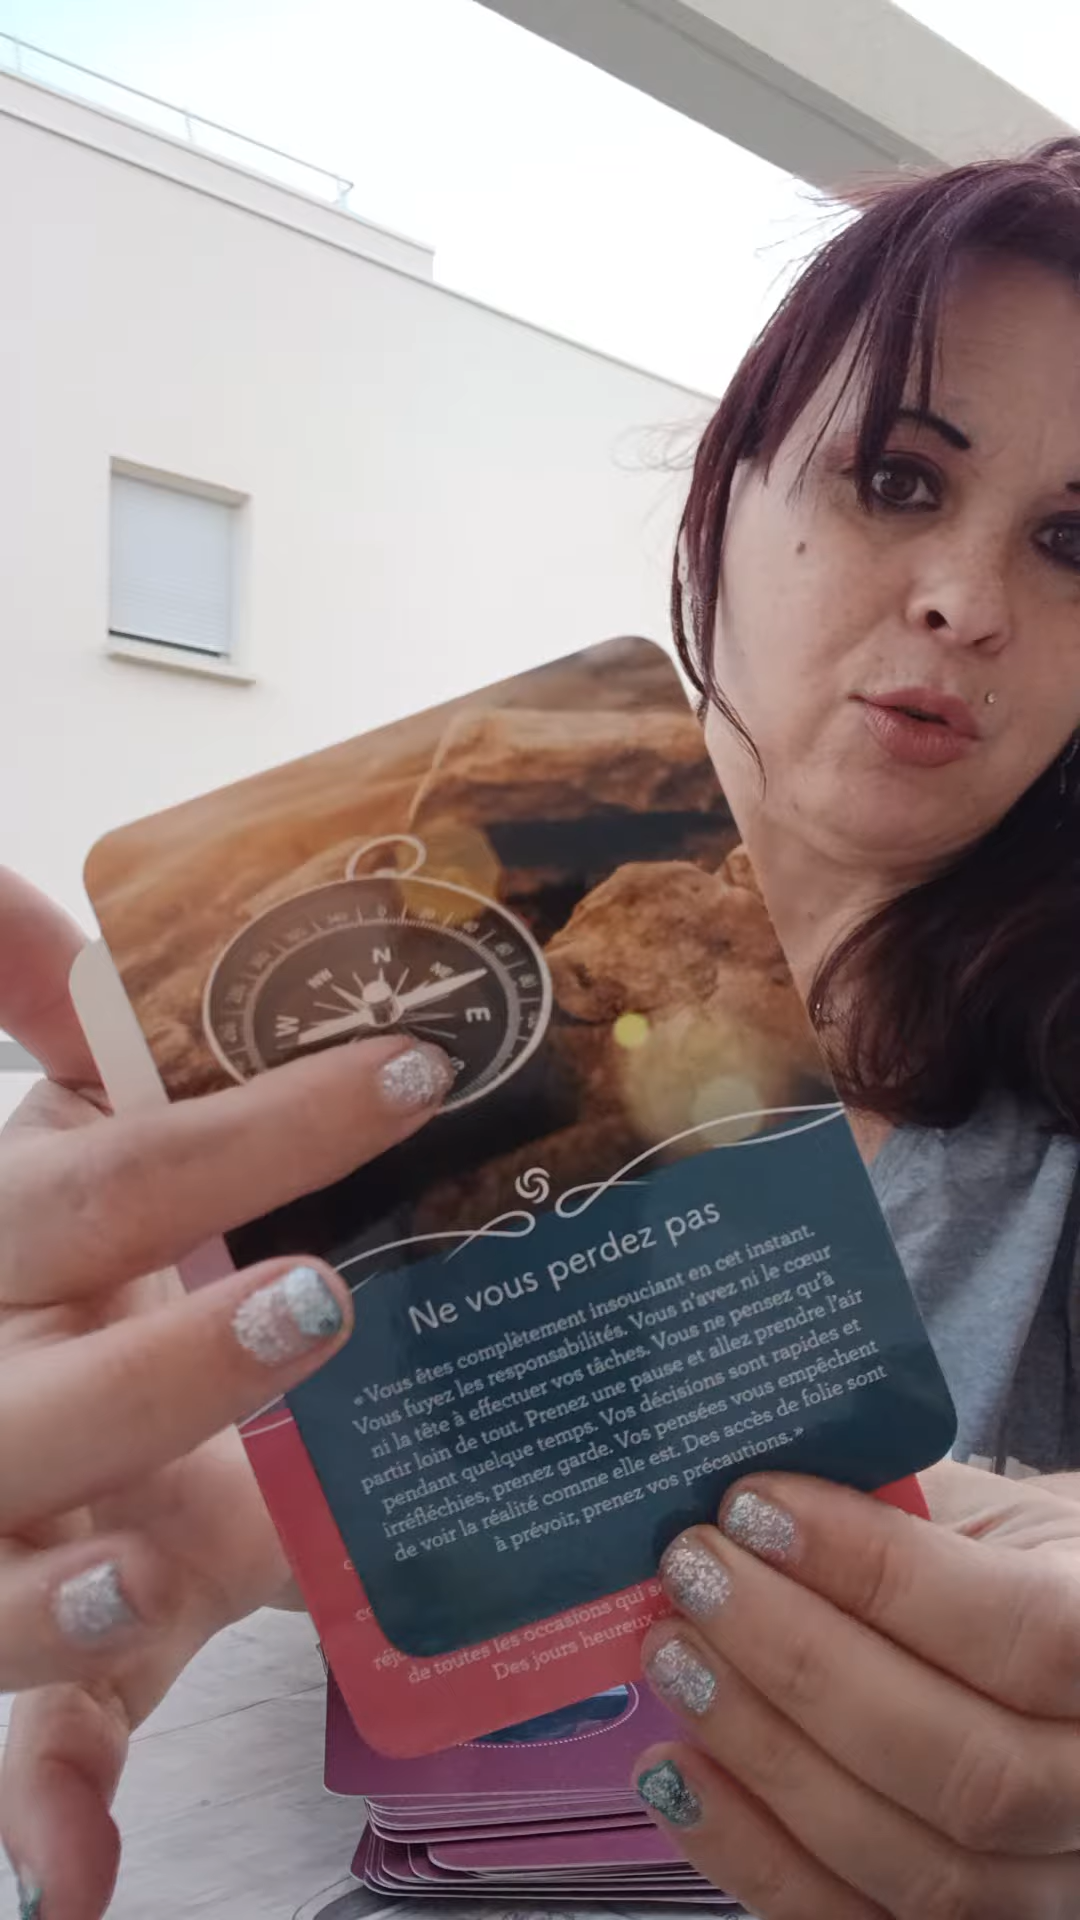 N
NE
E
W
NW
S
Ne vous perdez pas
« Vous êtes complètement insouciant en cet instant.
Vous fuyez les responsabilités. Vous n'avez ni le cœur
ni la tête à effectuer vos tâches. Vous ne pensez qu'à
partir loin de tout. Prenez une pause et allez prendre l'air
pendant quelque temps. Vos décisions sont rapides et
irréfléchies, prenez garde. Vos pensées vous empêchent
de voir la réalité comme elle est. Des accès de folie sont
à prévoir, prenez vos précautions. »
de toutes les occasions qui
Des jours heureux